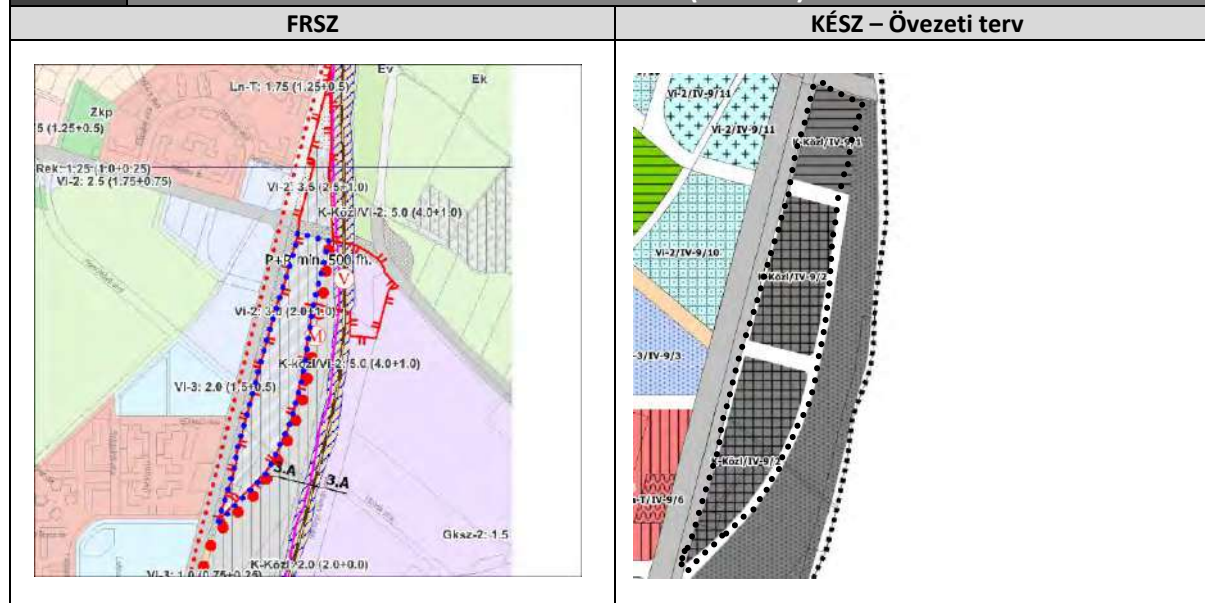 FRSZ
KÉSZ – Övezeti terv
Ln-T: 1.75 (1.25+0.5)
Ev
Ek
Zkp
5 (1.25+0.5)
Rek: 1.25 (1.0+0.25)
Vi-2: 2.5 (1.75+0.75)
Vi-2: 3.5 (2.5+1.0)
K-Közl/Vi-2: 5.0 (4.0+1.0)
P+R min. 500 fh.
V
Vi-2: 3.0 (2.0+1.0)
M
K-közl/Vi-2: 5.0 (4.0+1.0)
Vi-3: 2.0 (1.5+0.5)
3.A
3.A
Gksz-2: 1.5
K-Közl: 2.0 (2.0+0.0)
Vi-3: 1.0 (0.75+0.25)
Vi-2/IV-9/11
Vi-2/IV-9/11
K-Közl/IV-9/1
Vi-2/IV-9/10
K-Közl/IV-9/2
-3/IV-9/3
K-Közl/IV-9/2
n-T/IV-9/6